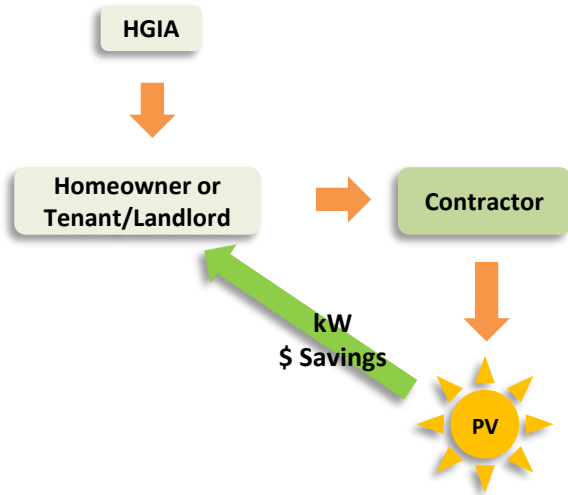 HGIA
Homeowner or
Tenant/Landlord
Contractor
kW
$ Savings
PV